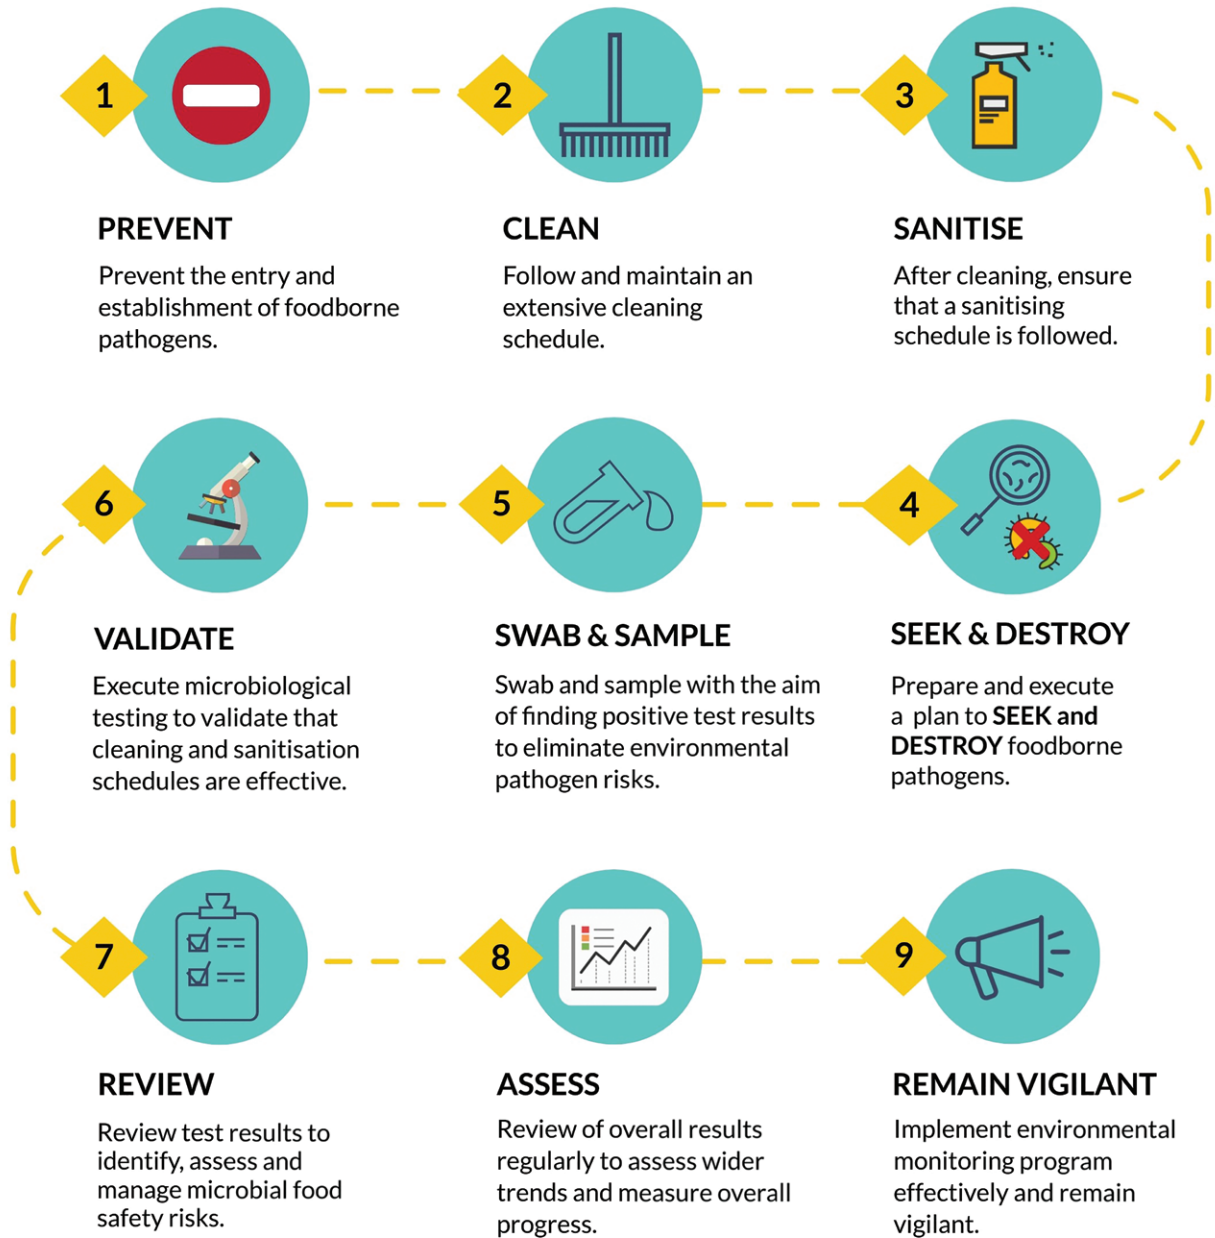 1
PREVENT
Prevent the entry and
establishment of foodborne
pathogens.
2
CLEAN
Follow and maintain an
extensive cleaning
schedule.
3
SANITISE
After cleaning, ensure
that a sanitising
schedule is followed.
4
SEEK & DESTROY
Prepare and execute
a plan to SEEK and
DESTROY foodborne
pathogens.
5
SWAB & SAMPLE
Swab and sample with the aim
of finding positive test results
to eliminate environmental
pathogen risks.
6
VALIDATE
Execute microbiological
testing to validate that
cleaning and sanitisation
schedules are effective.
7
REVIEW
Review test results to
identify, assess and
manage microbial food
safety risks.
8
ASSESS
Review of overall results
regularly to assess wider
trends and measure overall
progress.
9
REMAIN VIGILANT
Implement environmental
monitoring program
effectively and remain
vigilant.